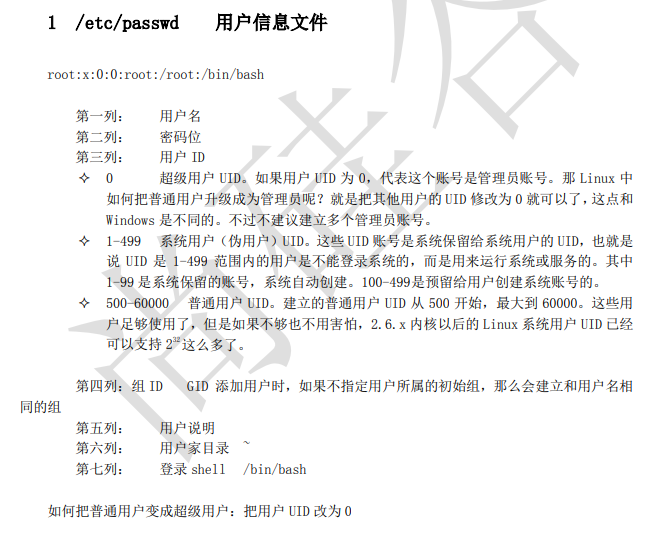 1 /etc/passwd 用户信息文件
root:x:0:0:root:/root:/bin/bash
第一列： 用户名
第二列： 密码位
第三列： 用户 ID
✧ 0 超级用户 UID。如果用户 UID 为 0，代表这个账号是管理员账号。那 Linux 中
如何把普通用户升级成为管理员呢？就是把其他用户的 UID 修改为 0 就可以了，这点和
Windows 是不同的。不过不建议建立多个管理员账号。
✧ 1-499 系统用户（伪用户）UID。这些 UID 账号是系统保留给系统用户的 UID，也就是
说 UID 是 1-499 范围内的用户是不能登录系统的，而是用来运行系统或服务的。其中
1-99 是系统保留的账号，系统自动创建。100-499是预留给用户创建系统账号的。
✧ 500-60000 普通用户 UID。建立的普通用户 UID 从 500 开始，最大到 60000。这些用
户足够使用了，但是如果不够也不用害怕，2.6.x 内核以后的 Linux 系统用户 UID 已经
可以支持 2³²这么多了。
第四列：组 ID GID 添加用户时，如果不指定用户所属的初始组，那么会建立和用户名相
同的组
第五列： 用户说明
第六列： 用户家目录 ~
第七列： 登录 shell /bin/bash
如何把普通用户变成超级用户：把用户 UID 改为 0
尚硅谷